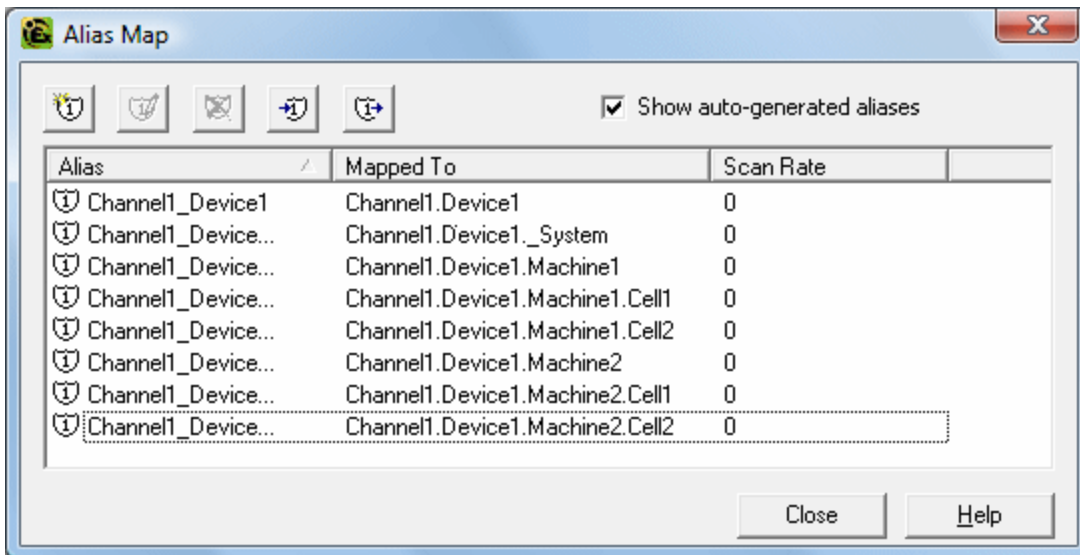 Alias Map
Show auto-generated aliases
Alias Mapped To Scan Rate
Channel1_Device1 Channel1.Device1 0
Channel1_Device... Channel1.Device1._System 0
Channel1_Device... Channel1.Device1.Machine1 0
Channel1_Device... Channel1.Device1.Machine1.Cell1 0
Channel1_Device... Channel1.Device1.Machine1.Cell2 0
Channel1_Device... Channel1.Device1.Machine2 0
Channel1_Device... Channel1.Device1.Machine2.Cell1 0
Channel1_Device... Channel1.Device1.Machine2.Cell2 0
Close Help